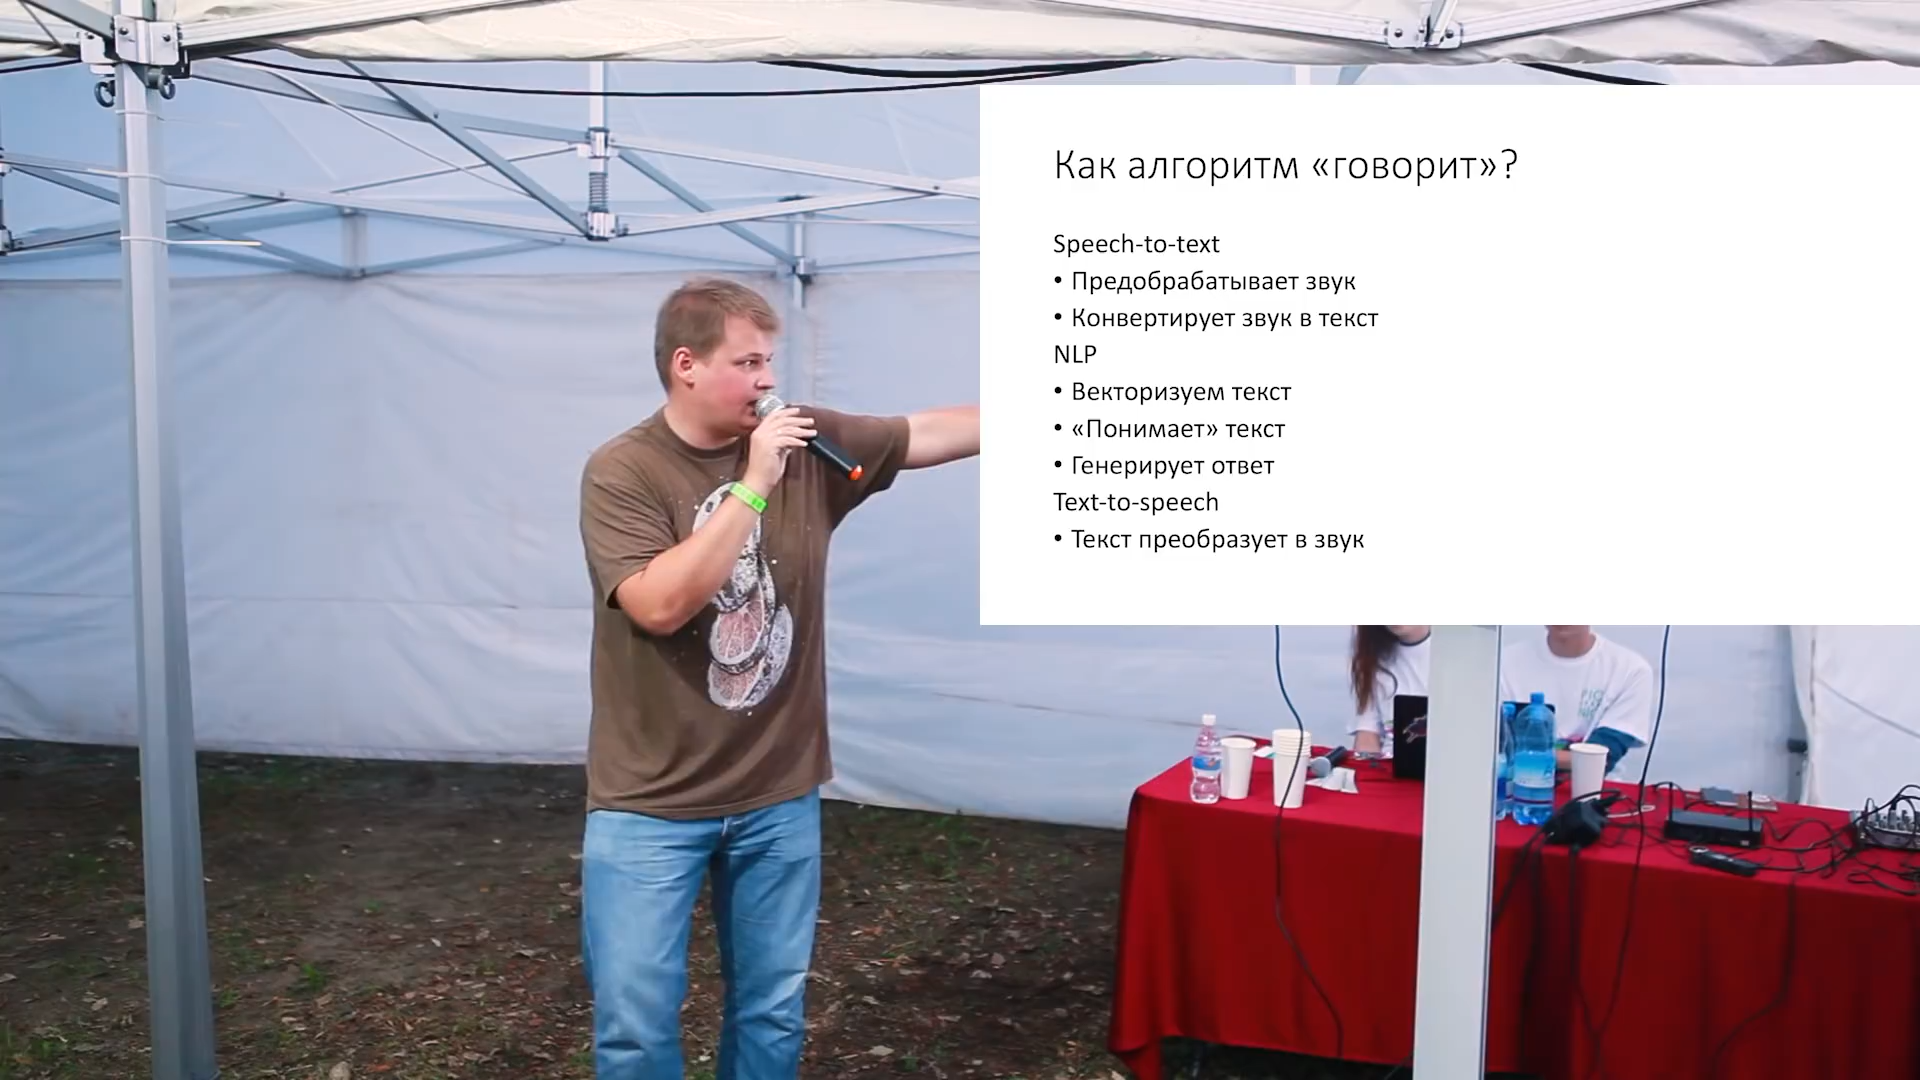 Как алгоритм «говорит»?
Speech-to-text
• Предобрабатывает звук
• Конвертирует звук в текст
NLP
• Векторизуем текст
• «Понимает» текст
• Генерирует ответ
Text-to-speech
• Текст преобразует в звук